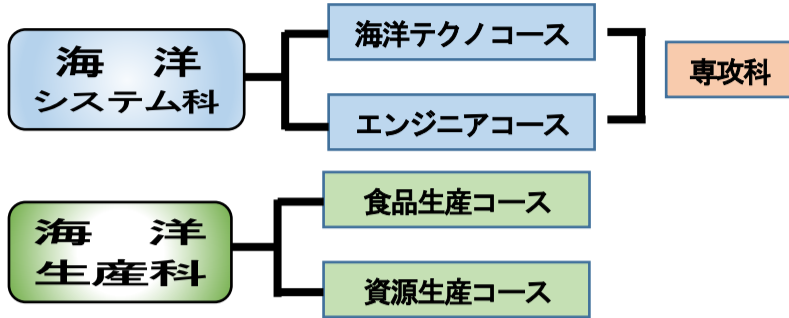 海　洋
システム科
海洋テクノコース
エンジニアコース
専攻科
海　洋
生産科
食品生産コース
資源生産コース